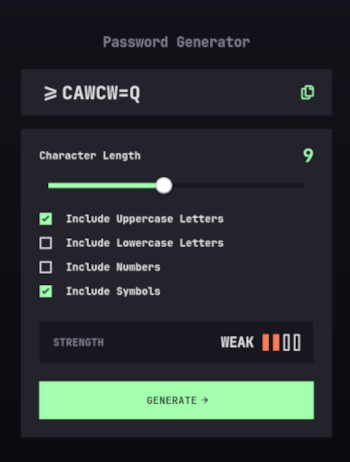 Password Generator
⩾CAWCW=Q
Character Length
9
Include Uppercase Letters
Include Lowercase Letters
Include Numbers
Include Symbols
STRENGTH
WEAK
GENERATE →